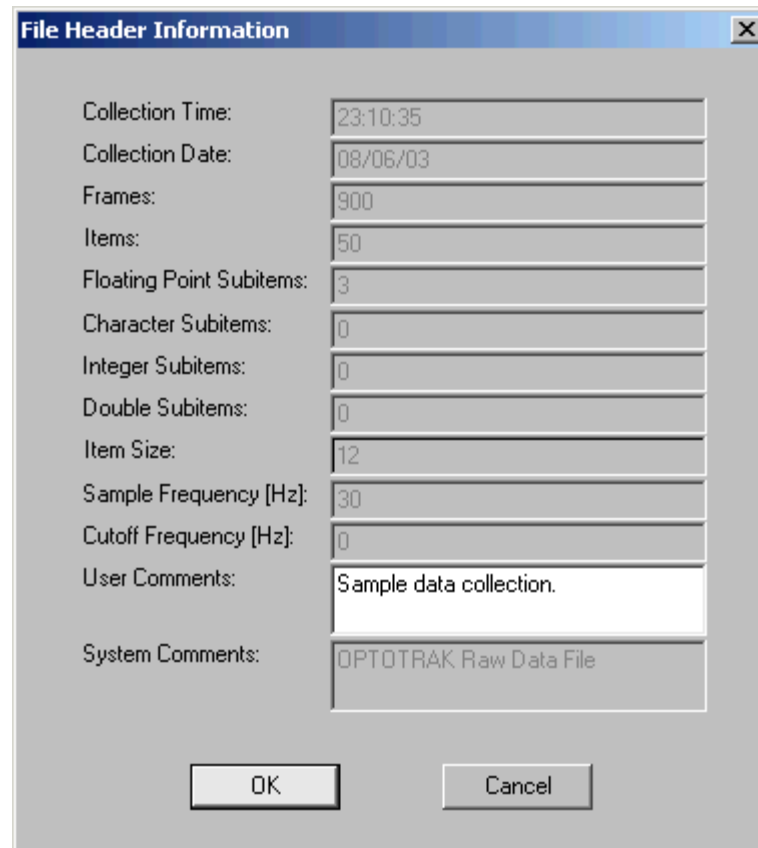 File Header Information
Collection Time: 23:10:35
Collection Date: 08/06/03
Frames: 900
Items: 50
Floating Point Subitems: 3
Character Subitems: 0
Integer Subitems: 0
Double Subitems: 0
Item Size: 12
Sample Frequency [Hz]: 30
Cutoff Frequency [Hz]: 0
User Comments: Sample data collection.
System Comments: OPTOTRAK Raw Data File
OK Cancel